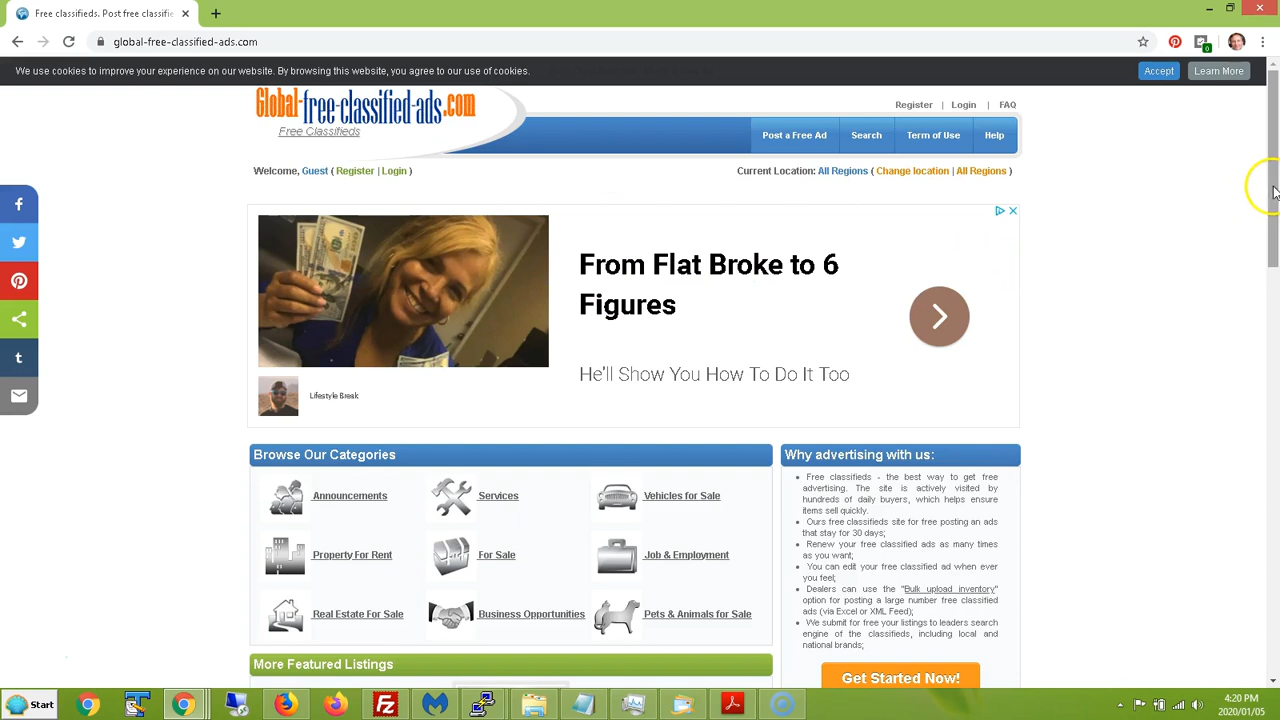 Free classifieds. Post free classifie
global-free-classified-ads.com
0
We use cookies to improve your experience on our website. By browsing this website, you agree to our use of cookies.
Accept
Learn More
Global-free-classified-ads.com
Free Classifieds
Register | Login | FAQ
Post a Free Ad
Search
Term of Use
Help
Welcome, Guest ( Register | Login )
Current Location: All Regions ( Change location | All Regions )
From Flat Broke to 6
Figures
He'll Show You How To Do It Too
Lifestyle Break
Browse Our Categories
Announcements
Services
Vehicles for Sale
Property For Rent
For Sale
Job & Employment
Real Estate For Sale
Business Opportunities
Pets & Animals for Sale
More Featured Listings
Why advertising with us:
Free classifieds - the best way to get free
advertising. The site is actively visited by
hundreds of daily buyers, which helps ensure
items sell quickly.
Ours free classifieds site for free posting an ads
that stay for 30 days;
Renew your free classified ads as many times
as you want;
You can edit your free classified ad when ever
you feel;
Dealers can use the "Bulk upload inventory"
option for posting a large number free classified
ads (via Excel or XML Feed);
We submit for free your listings to leaders search
engine of the classifieds, including local and
national brands;
Get Started Now!
Start
4:20 PM
2020/01/05